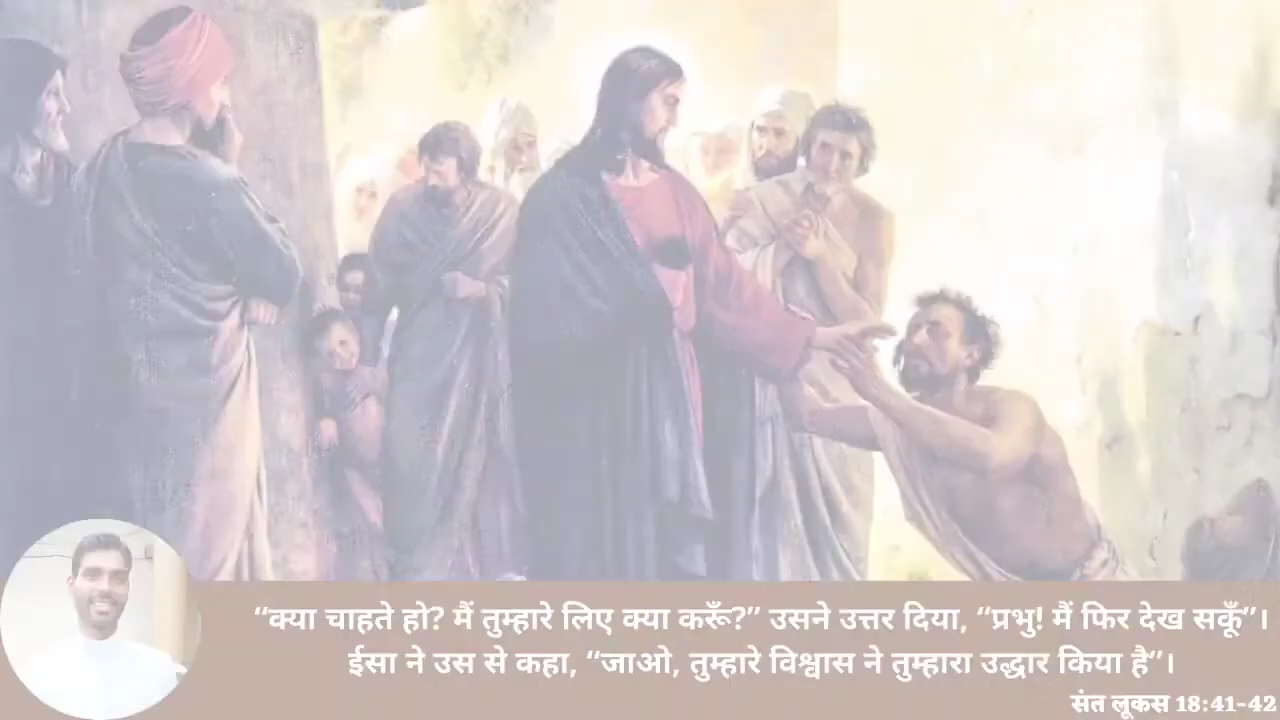 “क्या चाहते हो? मैं तुम्हारे लिए क्या करूँ?” उसने उत्तर दिया, “प्रभु! मैं फिर देख सकूँ”।
ईसा ने उस से कहा, “जाओ, तुम्हारे विश्वास ने तुम्हारा उद्धार किया है”।
संत लूकस 18:41-42